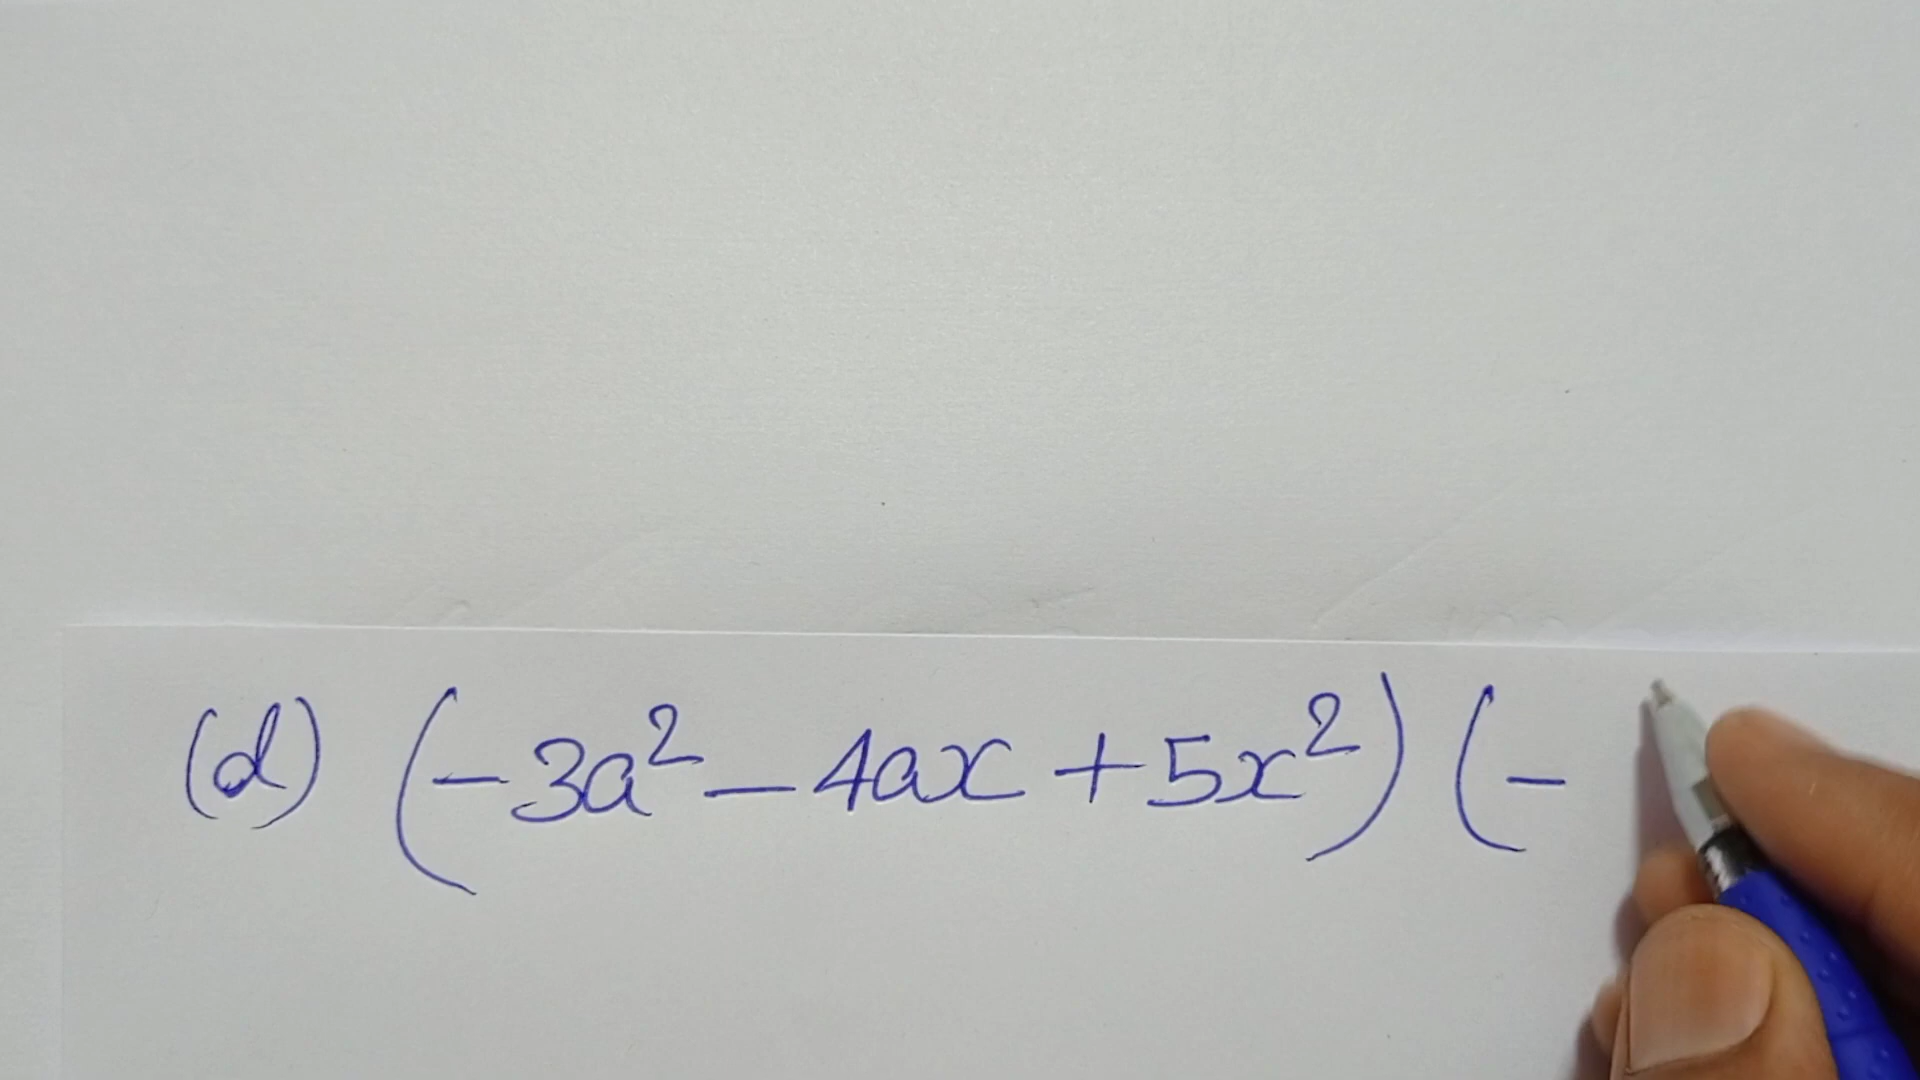 (d) (-3a² - 4ax + 5x²) (-